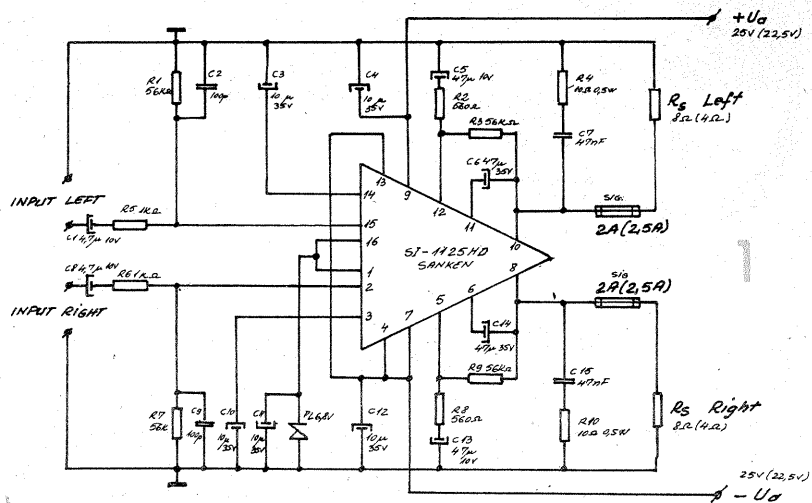 +Ua
25V (22,5V)
R1
56KΩ
C2
100p
C3
10µ
35V
C4
10µ
35V
C5
47µ 10V
R2
560Ω
R3 56KΩ
R4
10Ω 0,5W
C7
47nF
Rs Left
8Ω (4Ω)
C6 47µ
35V
INPUT LEFT
C1 4,7µ 10V
R5 1KΩ
13
9
12
11
10
14
15
16
1
2
3
4
7
5
6
8
SI-1125HD
SANKEN
SIG.
2A (2,5A)
C8 4,7µ 10V
R6 1KΩ
INPUT RIGHT
SIG
2A (2,5A)
C14
47µ 35V
R9 56KΩ
R7
56K
C9
100p
C10
10µ
35V
10µ
35V
PL6,8V
C12
10µ
35V
R8
560Ω
C13
47µ
10V
C15
47nF
R10
10Ω 0,5W
Rs Right
8Ω (4Ω)
25V (22,5V)
- Ua
1